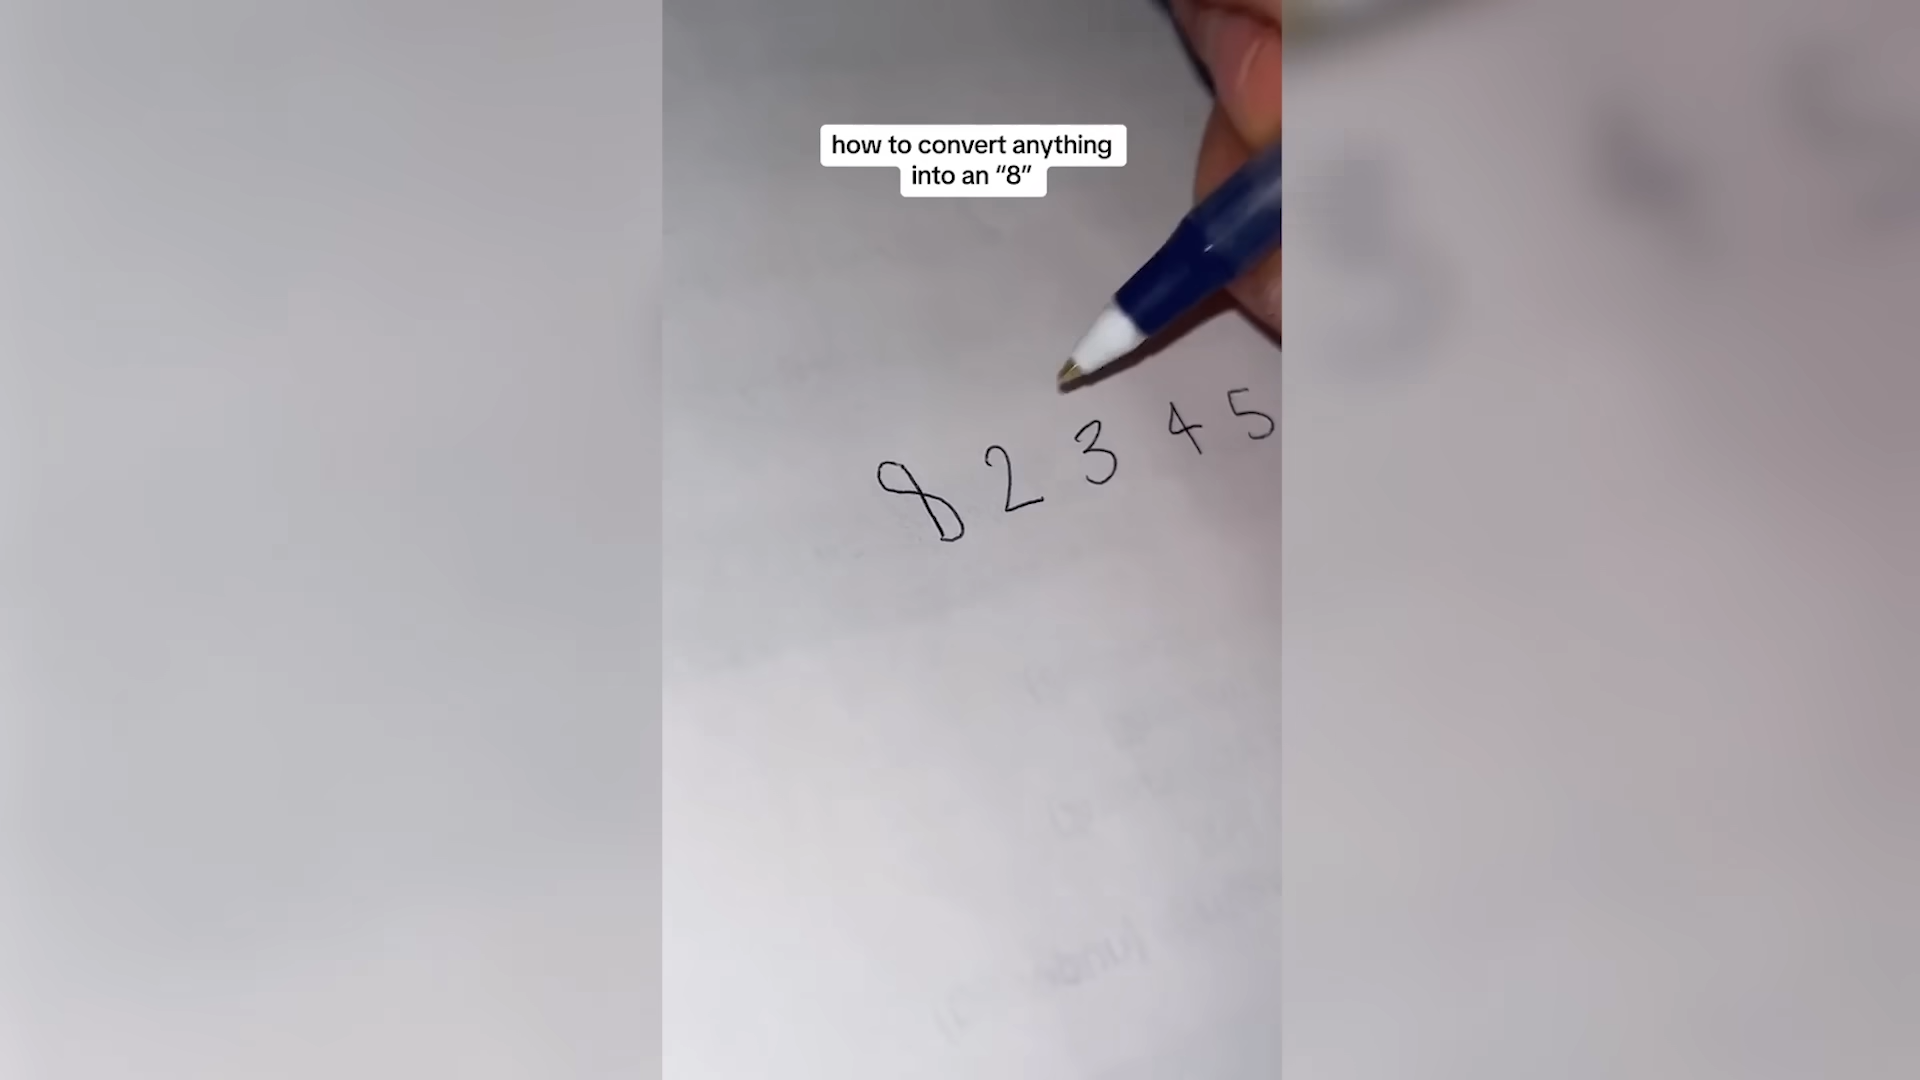 how to convert anything
into an “8”
8 2 3 4 5